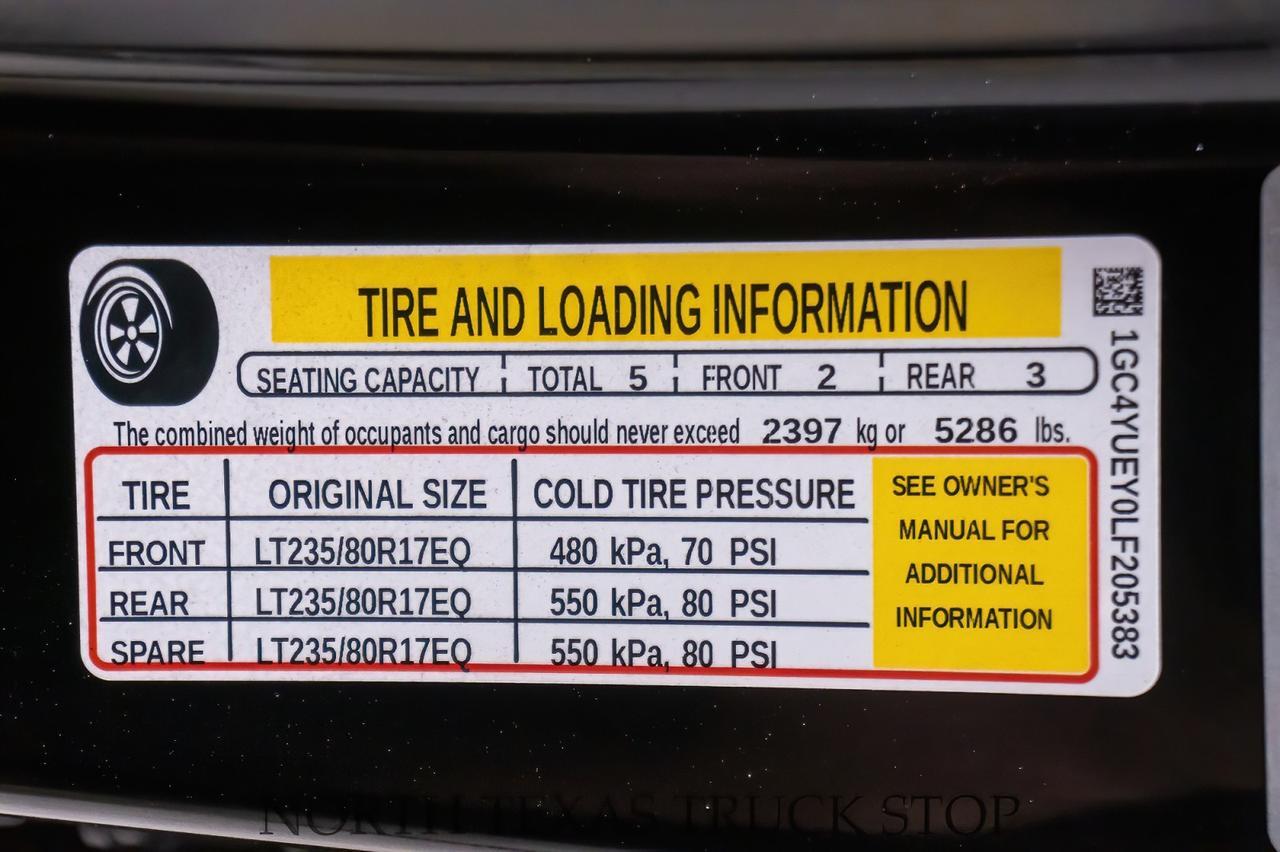 TIRE AND LOADING INFORMATION
SEATING CAPACITY TOTAL 5 FRONT 2 REAR 3
The combined weight of occupants and cargo should never exceed 2397 kg or 5286 lbs.
TIRE ORIGINAL SIZE COLD TIRE PRESSURE
FRONT LT235/80R17EQ 480 kPa, 70 PSI
REAR LT235/80R17EQ 550 kPa, 80 PSI
SPARE LT235/80R17EQ 550 kPa, 80 PSI
SEE OWNER'S
MANUAL FOR
ADDITIONAL
INFORMATION
1GC4YUEY0LF205383
NORTH TEXAS TRUCK STOP